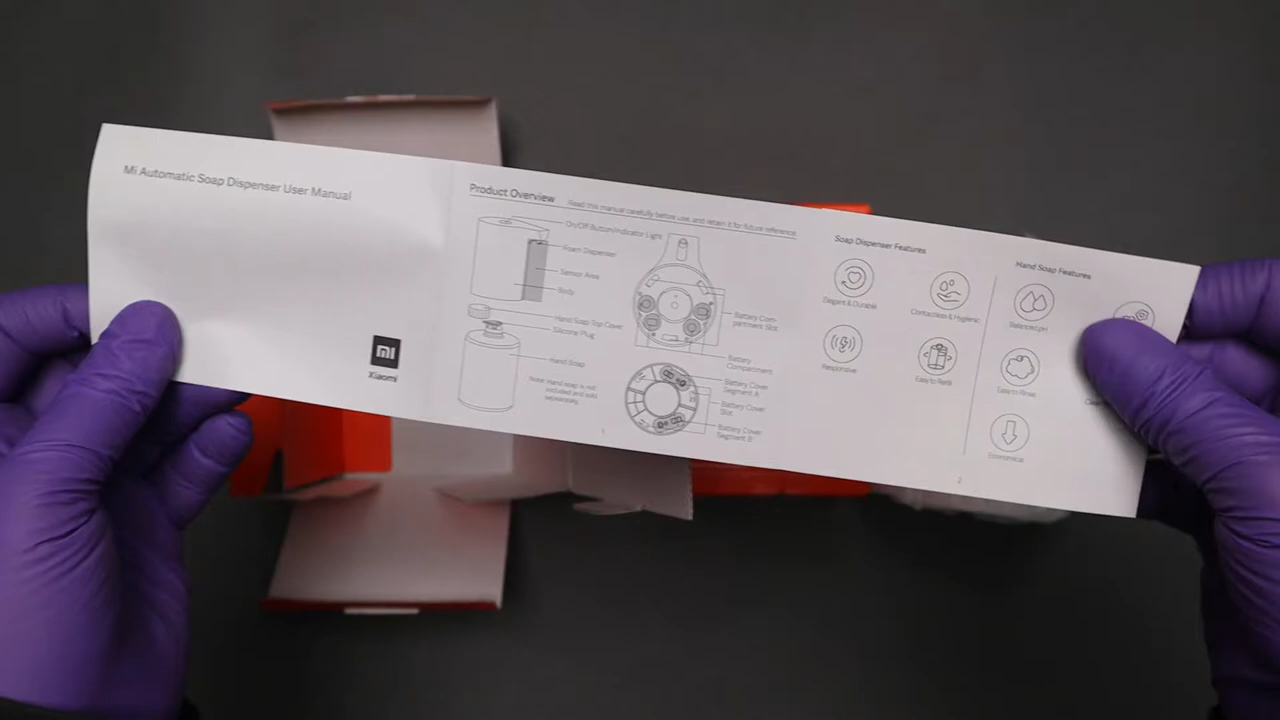 Mi Automatic Soap Dispenser User Manual
mi
Xiaomi
Product Overview
Read this manual carefully before use, and retain it for future reference.
On/Off Button/Indicator Light
Foam Dispenser
Sensor Area
Body
Hand Soap Top Cover
Silicone Plug
Hand Soap
Note: Hand soap is not
included and sold
separately.
Battery Com-
partment Slot
Battery
Compartment
Battery Cover
Segment A
Battery Cover
Slot
Battery Cover
Segment B
1
Soap Dispenser Features
Elegant & Durable
Contactless & Hygienic
Responsive
Easy to Refill
2
Hand Soap Features
Balanced pH
Easy to Rinse
Economical